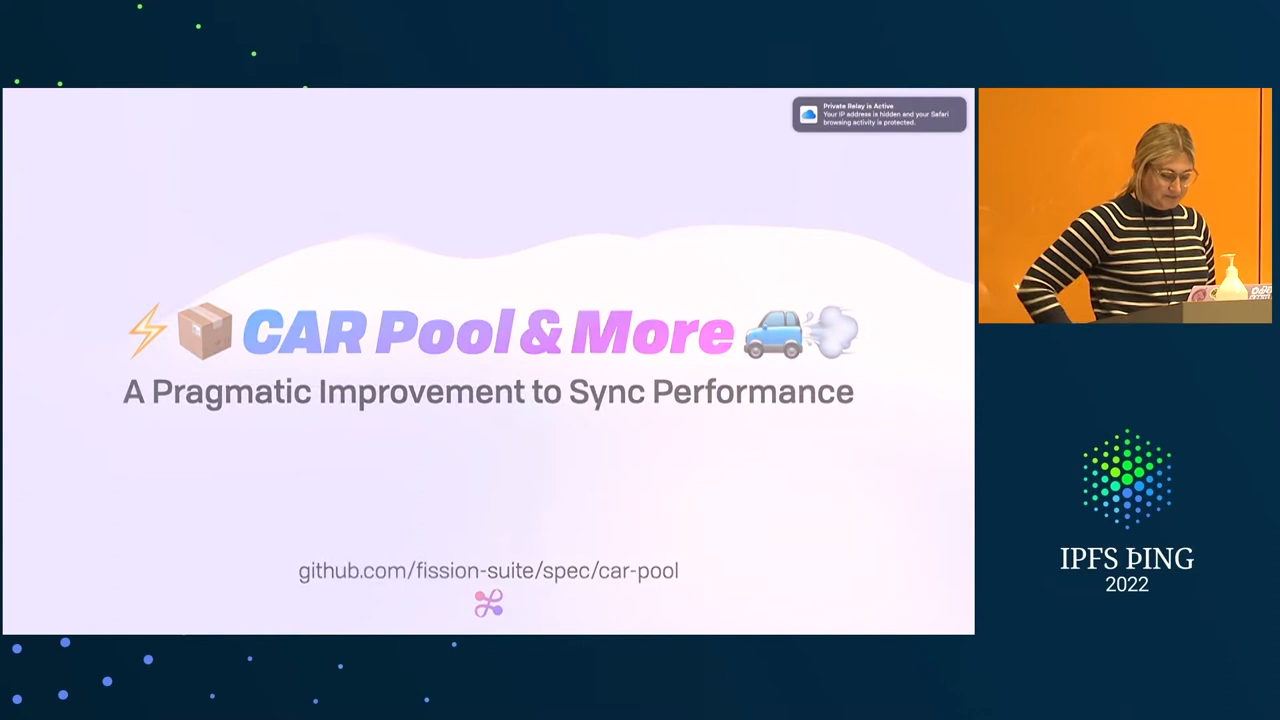 Private Relay is Active
Your IP address is hidden and your Safari
browsing activity is protected.
CAR Pool & More
A Pragmatic Improvement to Sync Performance
github.com/fission-suite/spec/car-pool
IPFS ÞING
2022